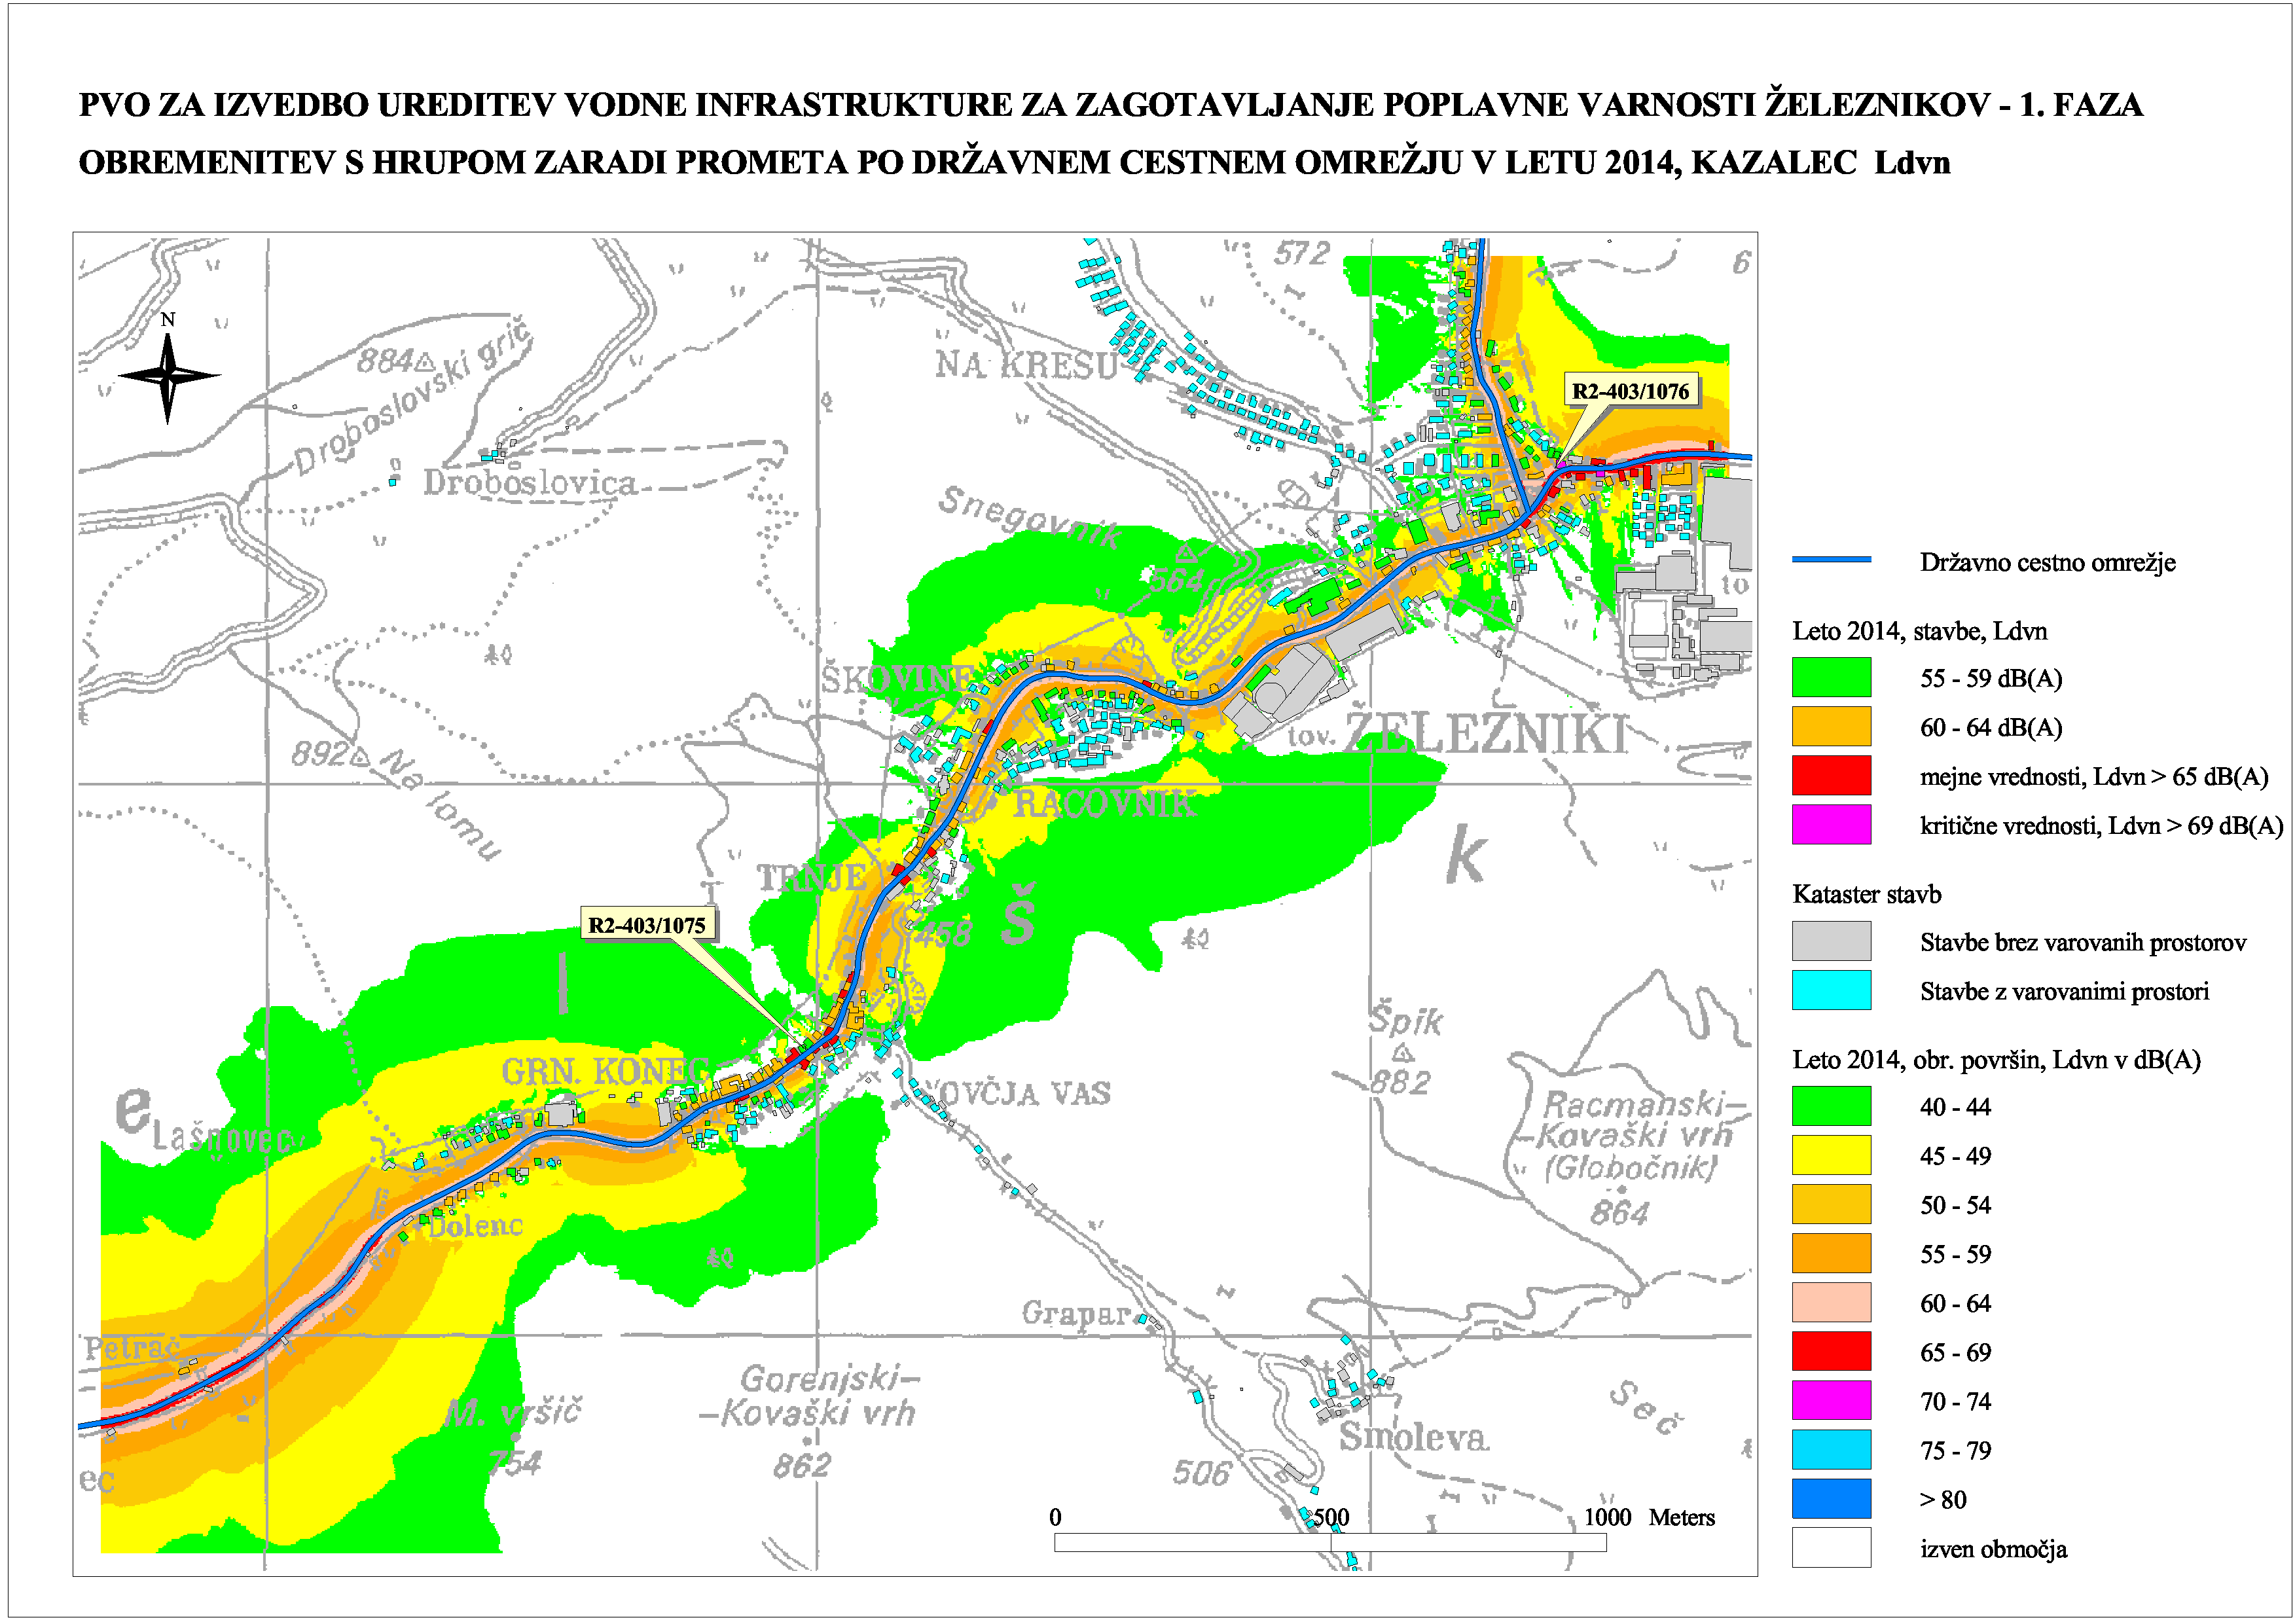 PVO ZA IZVEDBO UREDITEV VODNE INFRASTRUKTURE ZA ZAGOTAVLJANJE POPLAVNE VARNOSTI ŽELEZNIKOV - 1. FAZA
OBREMENITEV S HRUPOM ZARADI PROMETA PO DRŽAVNEM CESTNEM OMREŽJU V LETU 2014, KAZALEC Ldvn
572
6
N
884
Droboslovski grič
NA KRESU
R2-403/1076
Droboslovica
Snegovnik
564
to
ŠKOVINE
892
Na lomu
tov. ŽELEZNIKI
RACOVNIK
TRNJE
k
Š
458
R2-403/1075
l
Špik
882
GRN. KONEC
OVČJA VAS
e
Lašnovec
Racmanski-
-Kovaški vrh
(Globočnik)
864
Dolenc
Grapar
Petrač
Gorenjski-
-Kovaški vrh
862
M. vršič
754
Smoleva
Seč
506
ec
0 500 1000 Meters
Državno cestno omrežje
Leto 2014, stavbe, Ldvn
55 - 59 dB(A)
60 - 64 dB(A)
mejne vrednosti, Ldvn > 65 dB(A)
kritične vrednosti, Ldvn > 69 dB(A)
Kataster stavb
Stavbe brez varovanih prostorov
Stavbe z varovanimi prostori
Leto 2014, obr. površin, Ldvn v dB(A)
40 - 44
45 - 49
50 - 54
55 - 59
60 - 64
65 - 69
70 - 74
75 - 79
> 80
izven območja